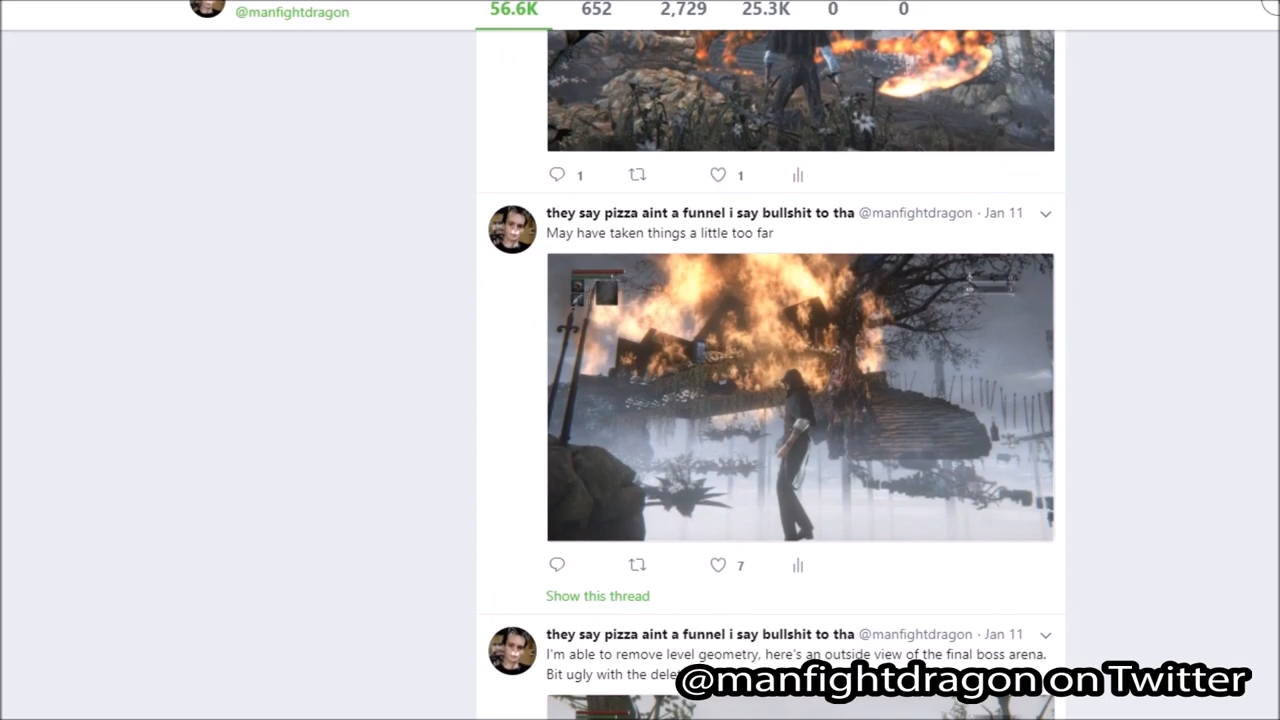 @manfightdragon
56.6K 652 2,729 25.3K 0 0
1 1
they say pizza aint a funnel i say bullshit to tha @manfightdragon · Jan 11
May have taken things a little too far
7
Show this thread
they say pizza aint a funnel i say bullshit to tha @manfightdragon · Jan 11
I'm able to remove level geometry, here's an outside view of the final boss arena.
Bit ugly with the
@manfightdragon on Twitter